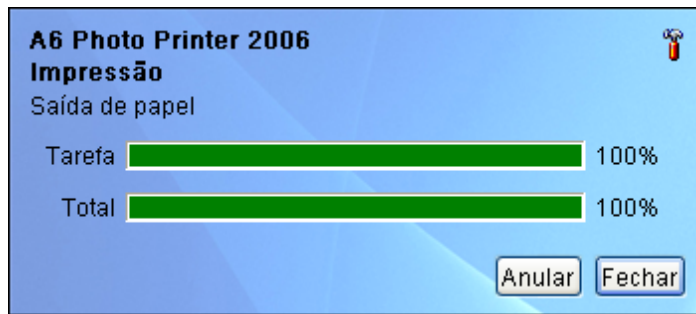 A6 Photo Printer 2006
Impressão
Saída de papel
Tarefa 100%
Total 100%
Anular Fechar